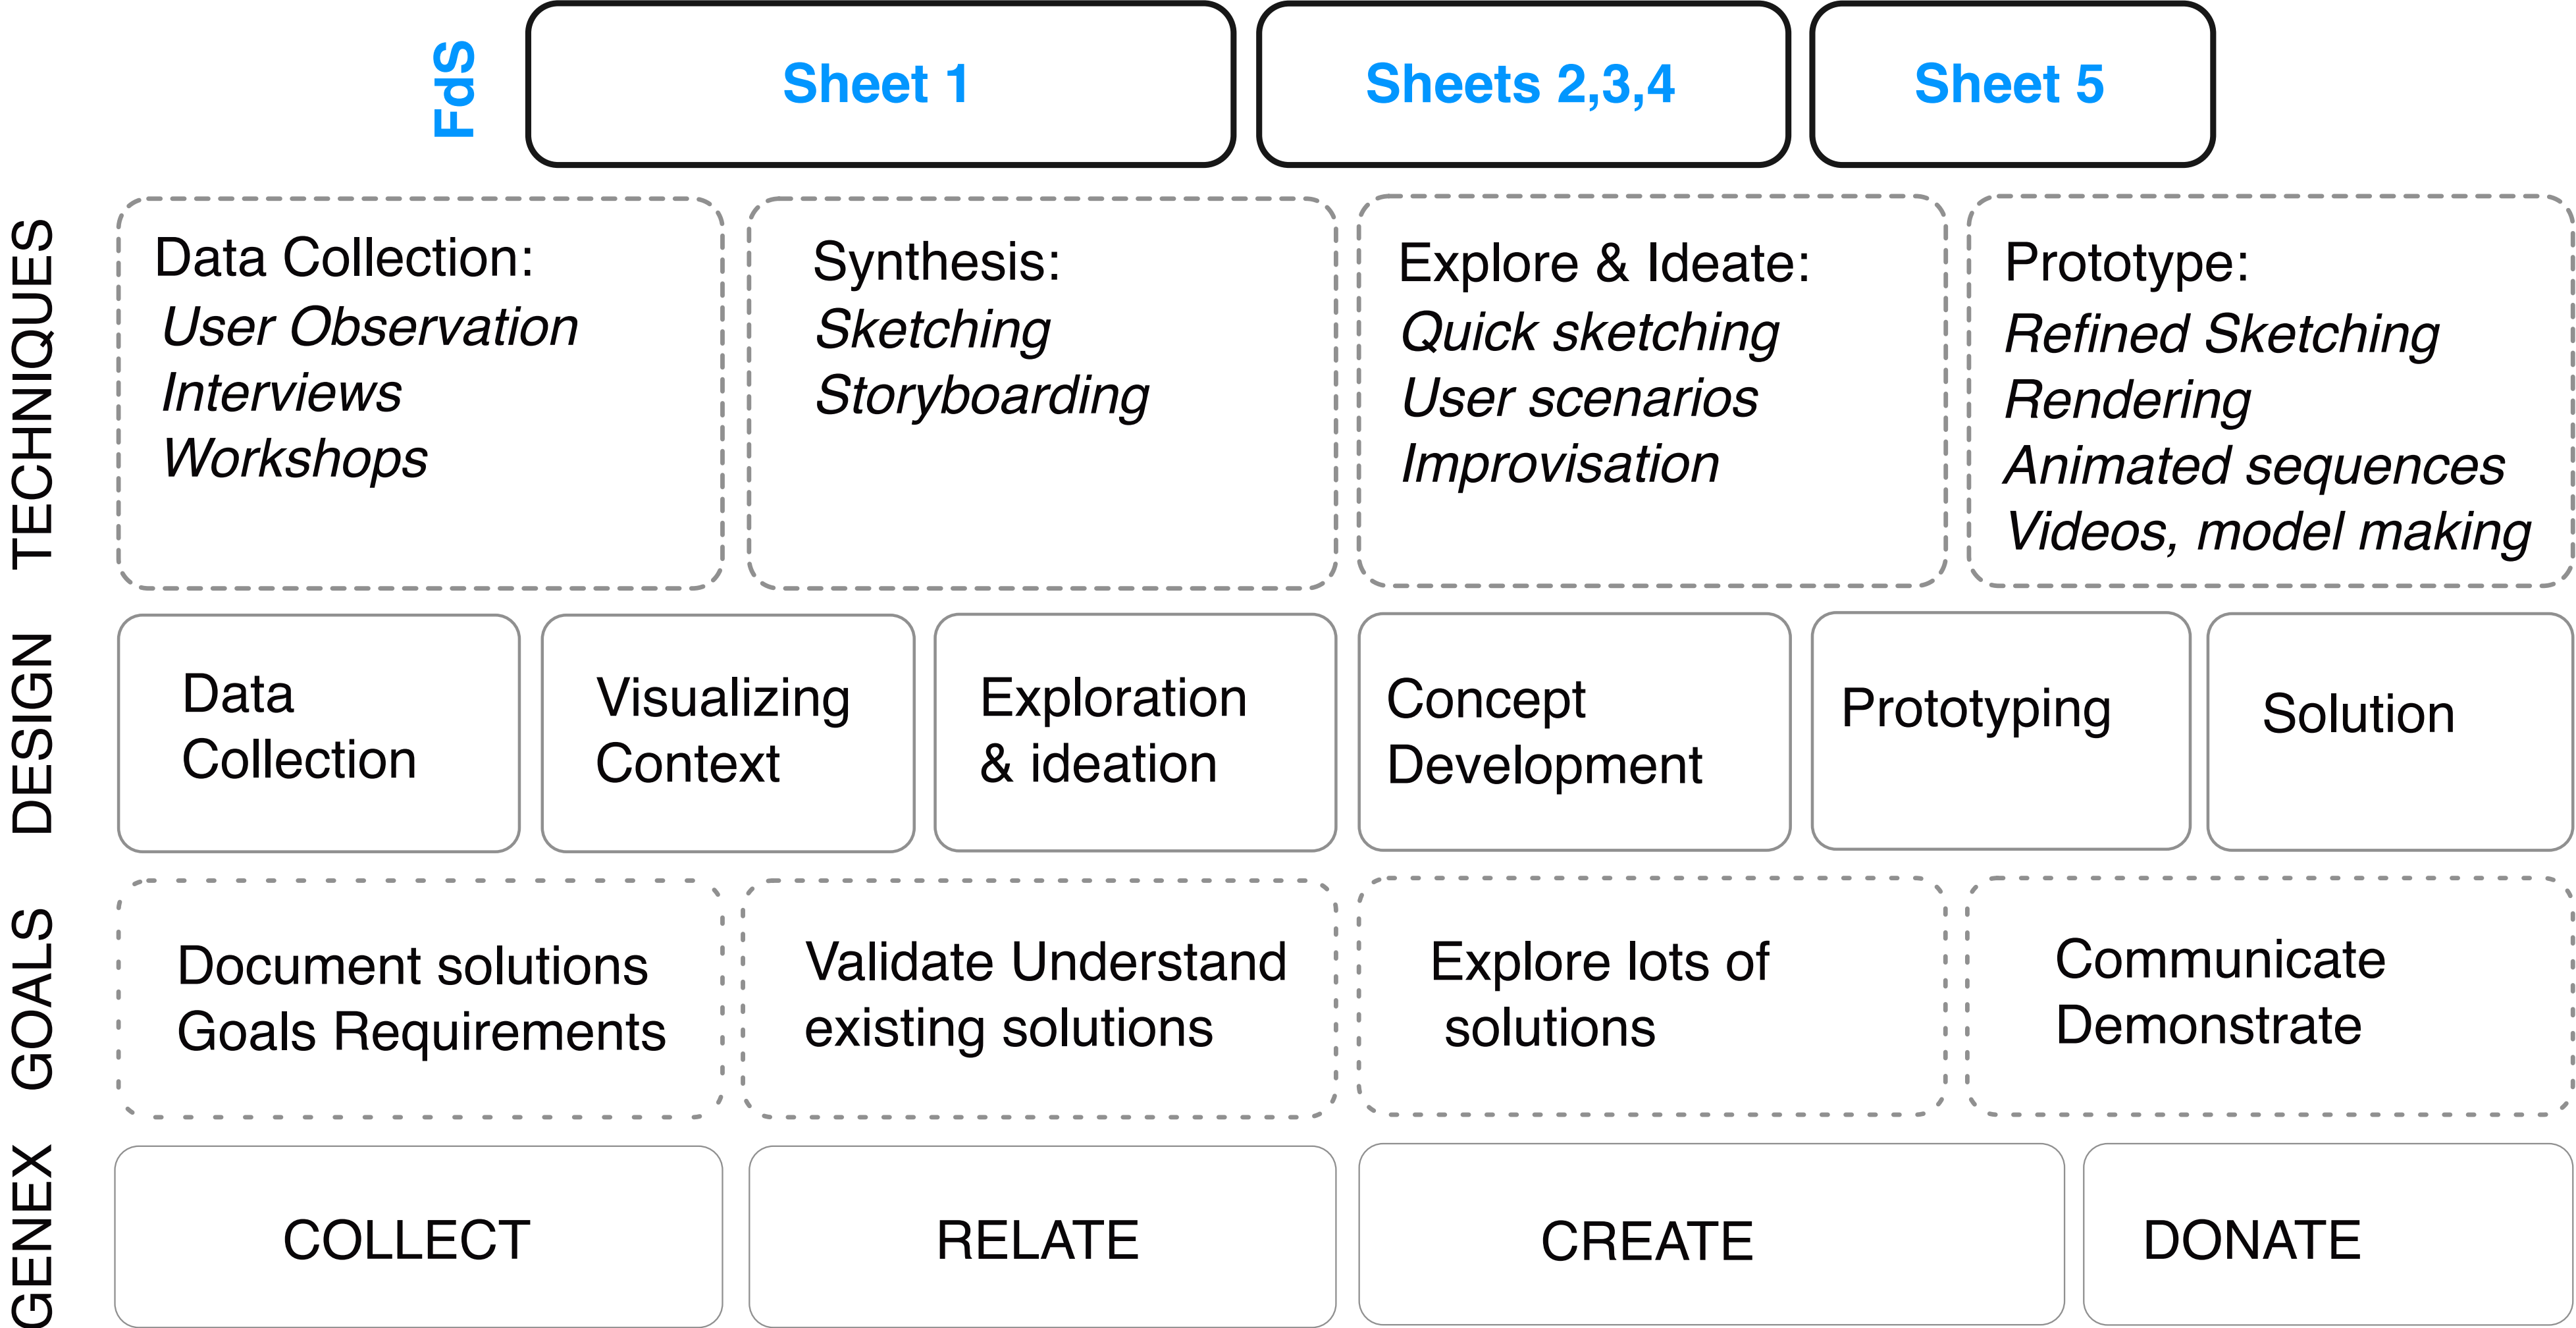 FdS
Sheet 1
Sheets 2,3,4
Sheet 5
TECHNIQUES
Data Collection:
User Observation
Interviews
Workshops
Synthesis:
Sketching
Storyboarding
Explore & Ideate:
Quick sketching
User scenarios
Improvisation
Prototype:
Refined Sketching
Rendering
Animated sequences
Videos, model making
DESIGN
Data
Collection
Visualizing
Context
Exploration
& ideation
Concept
Development
Prototyping
Solution
GOALS
Document solutions
Goals Requirements
Validate Understand
existing solutions
Explore lots of
solutions
Communicate
Demonstrate
GENEX
COLLECT
RELATE
CREATE
DONATE